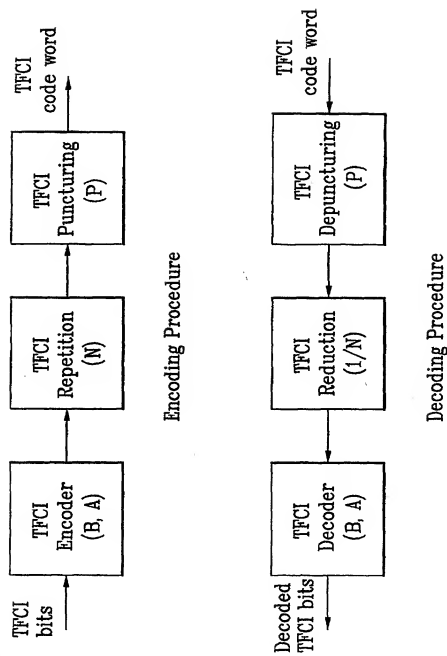 TFCI
bits
TFCI
Encoder
(B, A)
TFCI
Repetition
(N)
TFCI
Puncturing
(P)
TFCI
code word
Encoding Procedure
Decoded
TFCI bits
TFCI
Decoder
(B, A)
TFCI
Reduction
(1/N)
TFCI
Depuncturing
(P)
TFCI
code word
Decoding Procedure